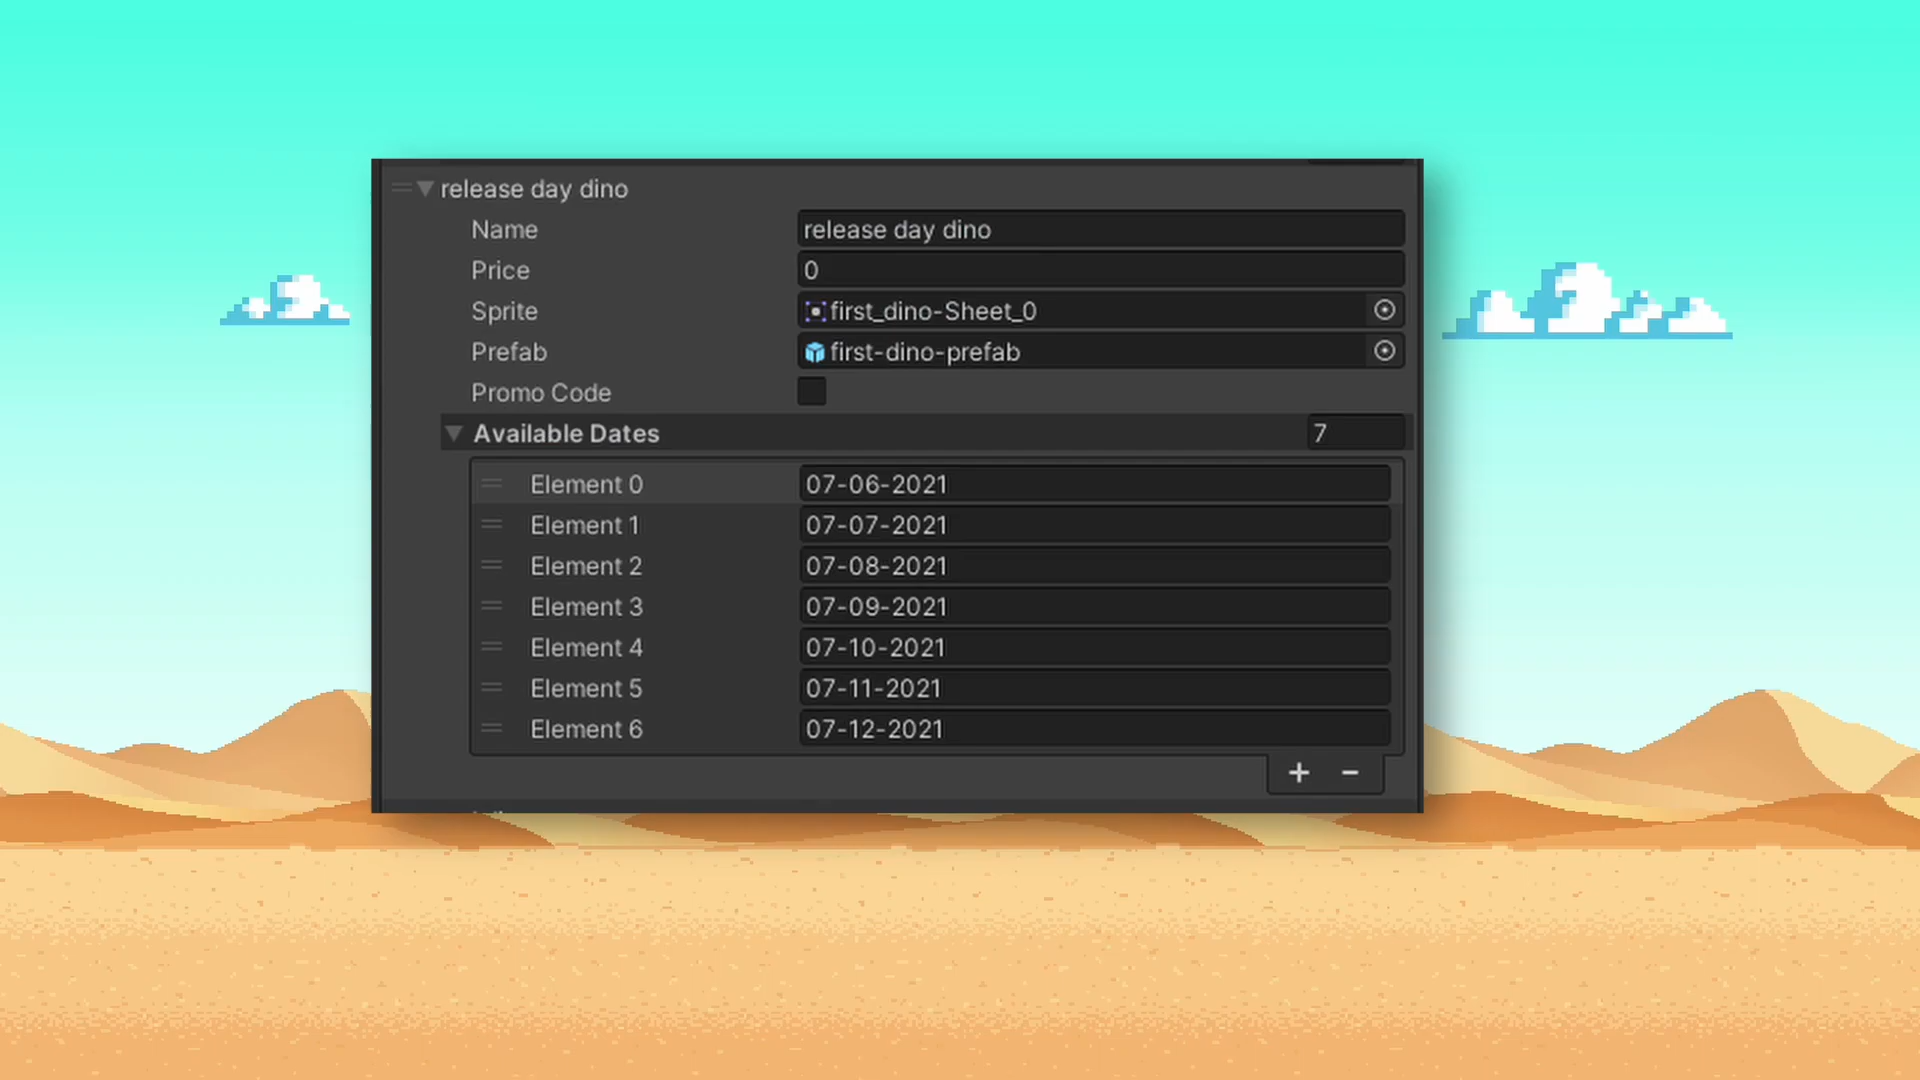 release day dino
Name release day dino
Price 0
Sprite first_dino-Sheet_0
Prefab first-dino-prefab
Promo Code
Available Dates 7
Element 0 07-06-2021
Element 1 07-07-2021
Element 2 07-08-2021
Element 3 07-09-2021
Element 4 07-10-2021
Element 5 07-11-2021
Element 6 07-12-2021
+ -